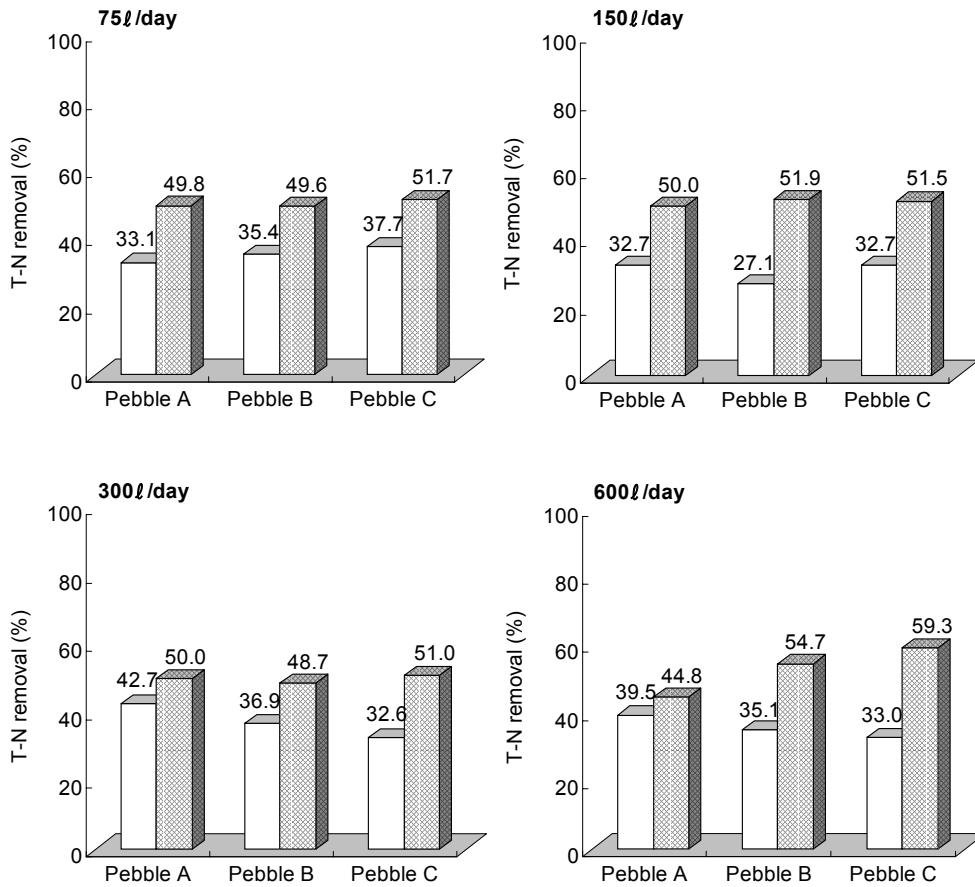 75ℓ/day
T-N removal (%)
100
80
60
40
20
0
33.1
49.8
35.4
49.6
37.7
51.7
Pebble A
Pebble B
Pebble C
150ℓ/day
T-N removal (%)
100
80
60
40
20
0
32.7
50.0
27.1
51.9
32.7
51.5
Pebble A
Pebble B
Pebble C
300ℓ/day
T-N removal (%)
100
80
60
40
20
0
42.7
50.0
36.9
48.7
32.6
51.0
Pebble A
Pebble B
Pebble C
600ℓ/day
T-N removal (%)
100
80
60
40
20
0
39.5
44.8
35.1
54.7
33.0
59.3
Pebble A
Pebble B
Pebble C